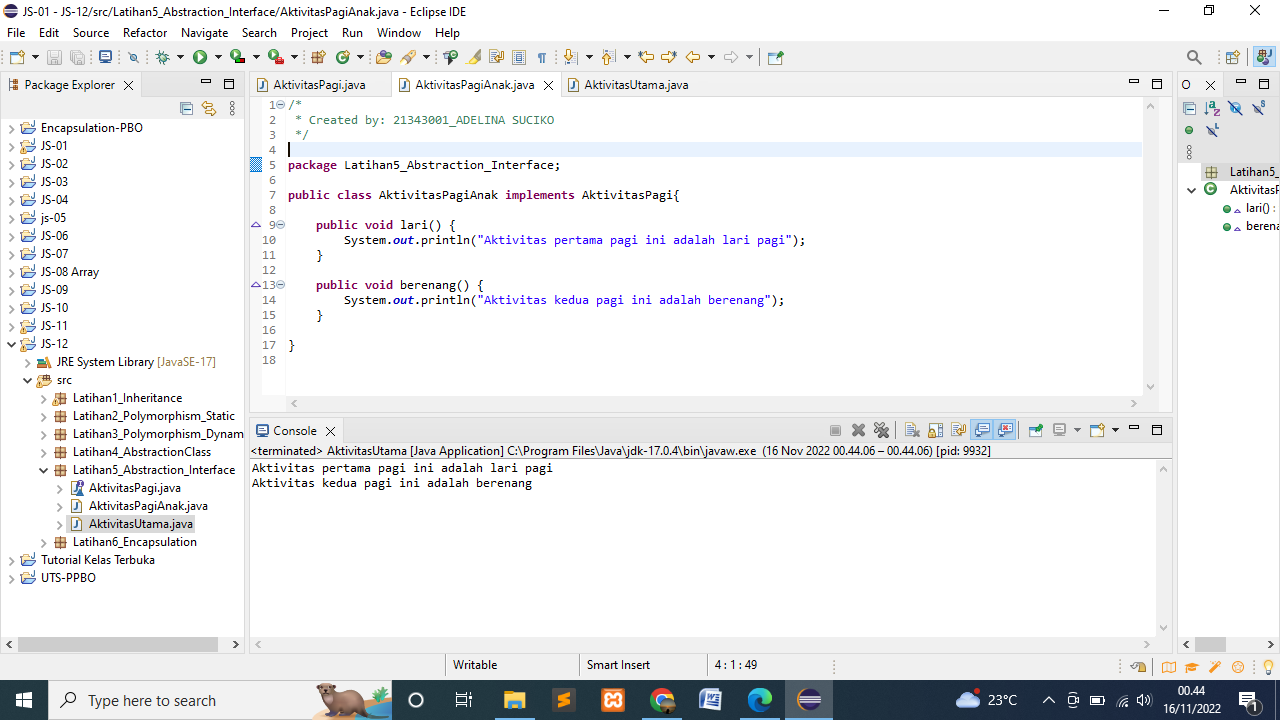 JS-01 - JS-12/src/Latihan5_Abstraction_Interface/AktivitasPagiAnak.java - Eclipse IDE
File Edit Source Refactor Navigate Search Project Run Window Help
Package Explorer
Encapsulation-PBO
JS-01
JS-02
JS-03
JS-04
js-05
JS-06
JS-07
JS-08 Array
JS-09
JS-10
JS-11
JS-12
JRE System Library [JavaSE-17]
src
Latihan1_Inheritance
Latihan2_Polymorphism_Static
Latihan3_Polymorphism_Dynam
Latihan4_AbstractionClass
Latihan5_Abstraction_Interface
AktivitasPagi.java
AktivitasPagiAnak.java
AktivitasUtama.java
Latihan6_Encapsulation
Tutorial Kelas Terbuka
UTS-PPBO
AktivitasPagi.java AktivitasPagiAnak.java AktivitasUtama.java
1 /*
2  * Created by: 21343001_ADELINA SUCIKO
3  */
4
5 package Latihan5_Abstraction_Interface;
6
7 public class AktivitasPagiAnak implements AktivitasPagi{
8
9     public void lari() {
10         System.out.println("Aktivitas pertama pagi ini adalah lari pagi");
11     }
12
13     public void berenang() {
14         System.out.println("Aktivitas kedua pagi ini adalah berenang");
15     }
16
17 }
18
O
Latihan5_
AktivitasP
lari() :
berena
Console
<terminated> AktivitasUtama [Java Application] C:\Program Files\Java\jdk-17.0.4\bin\javaw.exe (16 Nov 2022 00.44.06 – 00.44.06) [pid: 9932]
Aktivitas pertama pagi ini adalah lari pagi
Aktivitas kedua pagi ini adalah berenang
Writable Smart Insert 4 : 1 : 49
Type here to search
23°C
00.44
16/11/2022
1